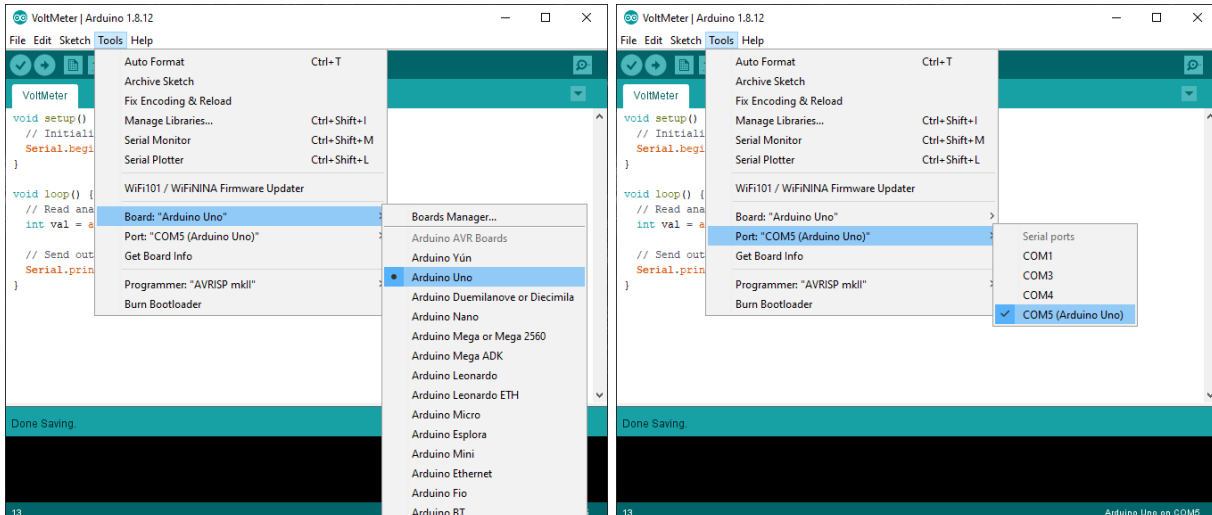 VoltMeter | Arduino 1.8.12
File Edit Sketch Tools Help
VoltMeter
void setup()
// Initiali
Serial.begi
}
void loop() {
// Read ana
int val = a
// Send out
Serial.prin
}
Auto Format Ctrl+T
Archive Sketch
Fix Encoding & Reload
Manage Libraries... Ctrl+Shift+I
Serial Monitor Ctrl+Shift+M
Serial Plotter Ctrl+Shift+L
WiFi101 / WiFiNINA Firmware Updater
Board: "Arduino Uno"
Port: "COM5 (Arduino Uno)"
Get Board Info
Programmer: "AVRISP mkII"
Burn Bootloader
Boards Manager...
Arduino AVR Boards
Arduino Yún
Arduino Uno
Arduino Duemilanove or Diecimila
Arduino Nano
Arduino Mega or Mega 2560
Arduino Mega ADK
Arduino Leonardo
Arduino Leonardo ETH
Arduino Micro
Arduino Esplora
Arduino Mini
Arduino Ethernet
Arduino Fio
Arduino BT
Done Saving.
13
VoltMeter | Arduino 1.8.12
File Edit Sketch Tools Help
VoltMeter
void setup()
// Initiali
Serial.begi
}
void loop() {
// Read ana
int val = a
// Send out
Serial.prin
}
Auto Format Ctrl+T
Archive Sketch
Fix Encoding & Reload
Manage Libraries... Ctrl+Shift+I
Serial Monitor Ctrl+Shift+M
Serial Plotter Ctrl+Shift+L
WiFi101 / WiFiNINA Firmware Updater
Board: "Arduino Uno"
Port: "COM5 (Arduino Uno)"
Get Board Info
Programmer: "AVRISP mkII"
Burn Bootloader
Serial ports
COM1
COM3
COM4
COM5 (Arduino Uno)
Done Saving.
13 Arduino Uno on COM5